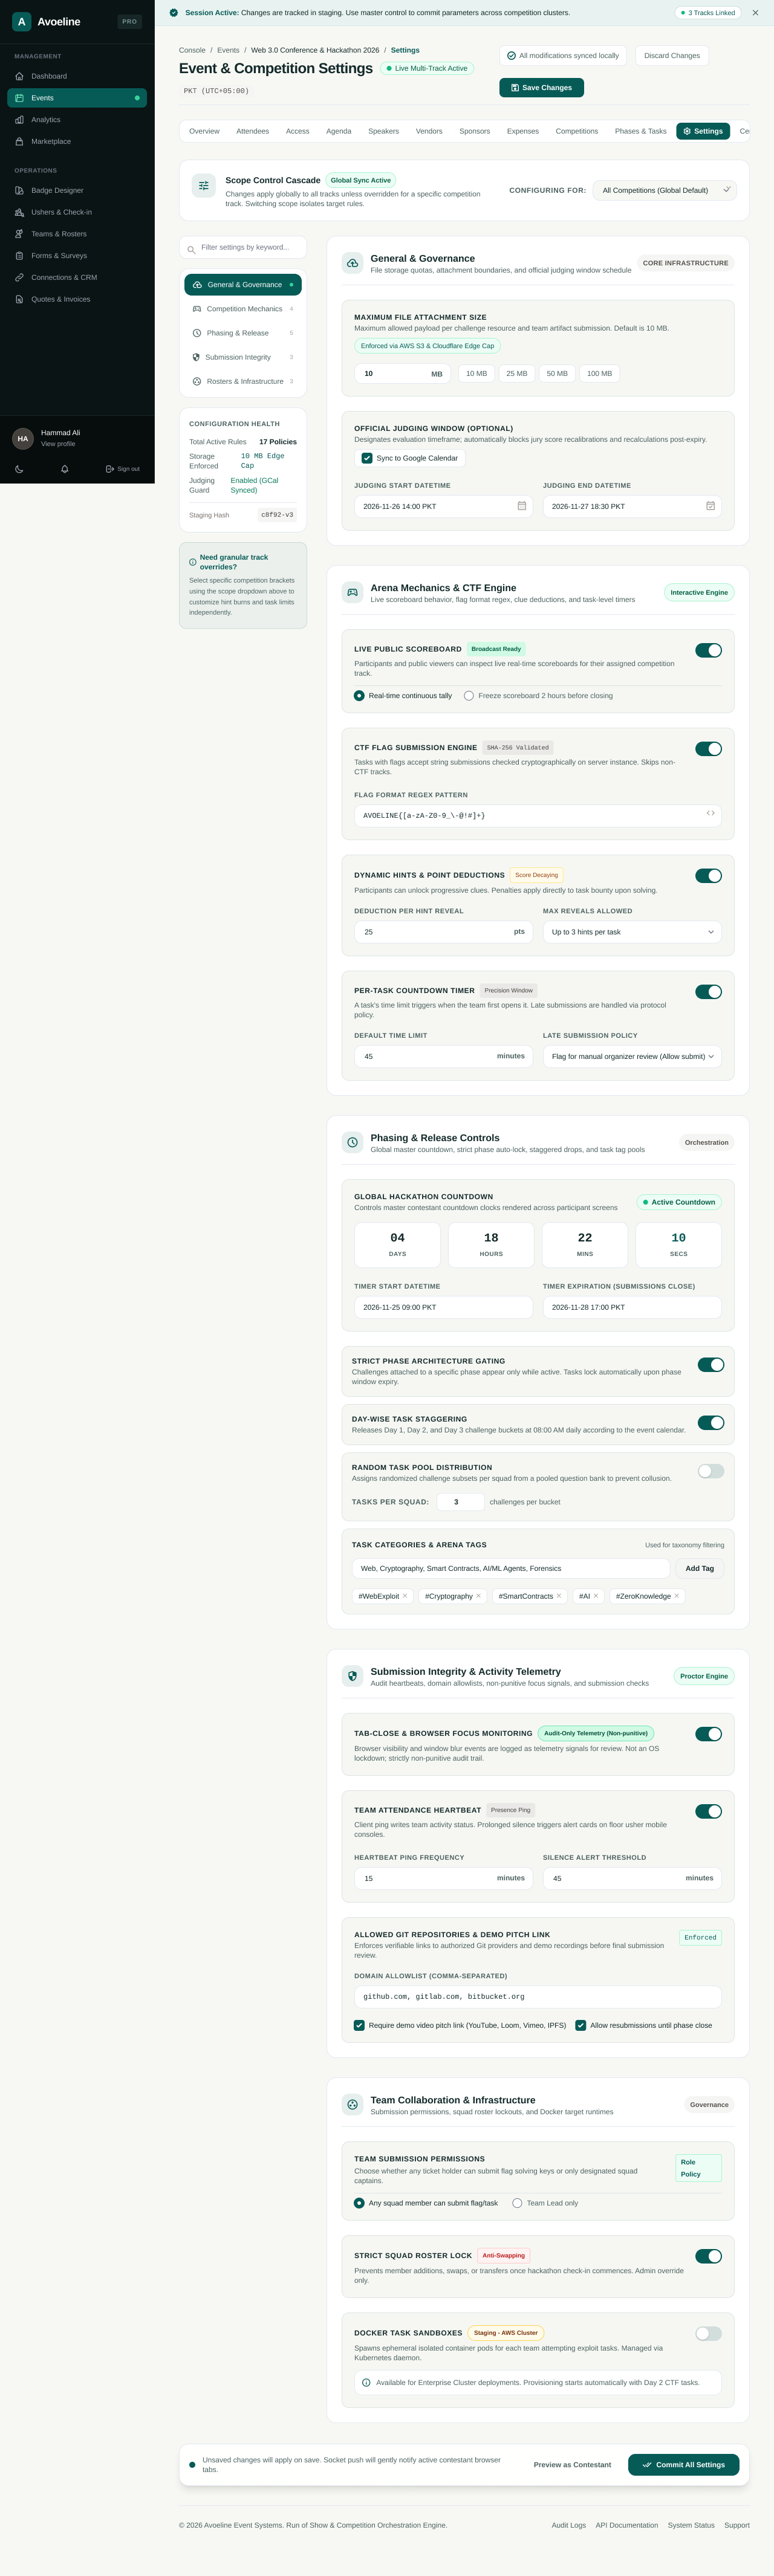 A Avoeline PRO
MANAGEMENT
Dashboard
Events
Analytics
Marketplace
OPERATIONS
Badge Designer
Ushers & Check-in
Teams & Rosters
Forms & Surveys
Connections & CRM
Quotes & Invoices
HA
Hammad Ali
View profile
Sign out
Session Active: Changes are tracked in staging. Use master control to commit parameters across competition clusters.
3 Tracks Linked
Console / Events / Web 3.0 Conference & Hackathon 2026 / Settings
Event & Competition Settings
Live Multi-Track Active
PKT (UTC+05:00)
All modifications synced locally
Discard Changes
Save Changes
Overview Attendees Access Agenda Speakers Vendors Sponsors Expenses Competitions Phases & Tasks Settings Ce
Scope Control Cascade Global Sync Active
Changes apply globally to all tracks unless overridden for a specific competition
track. Switching scope isolates target rules.
CONFIGURING FOR: All Competitions (Global Default)
Filter settings by keyword...
General & Governance
Competition Mechanics 4
Phasing & Release 5
Submission Integrity 3
Rosters & Infrastructure 3
CONFIGURATION HEALTH
Total Active Rules 17 Policies
Storage 10 MB Edge
Enforced Cap
Judging Enabled (GCal
Guard Synced)
Staging Hash c8f92-v3
Need granular track
overrides?
Select specific competition brackets
using the scope dropdown above to
customize hint burns and task limits
independently.
General & Governance
File storage quotas, attachment boundaries, and official judging window schedule
CORE INFRASTRUCTURE
MAXIMUM FILE ATTACHMENT SIZE
Maximum allowed payload per challenge resource and team artifact submission. Default is 10 MB.
Enforced via AWS S3 & Cloudflare Edge Cap
10 MB 10 MB 25 MB 50 MB 100 MB
OFFICIAL JUDGING WINDOW (OPTIONAL)
Designates evaluation timeframe; automatically blocks jury score recalibrations and recalculations post-expiry.
Sync to Google Calendar
JUDGING START DATETIME JUDGING END DATETIME
2026-11-26 14:00 PKT 2026-11-27 18:30 PKT
Arena Mechanics & CTF Engine
Live scoreboard behavior, flag format regex, clue deductions, and task-level timers
Interactive Engine
LIVE PUBLIC SCOREBOARD Broadcast Ready
Participants and public viewers can inspect live real-time scoreboards for their assigned competition
track.
Real-time continuous tally Freeze scoreboard 2 hours before closing
CTF FLAG SUBMISSION ENGINE SHA-256 Validated
Tasks with flags accept string submissions checked cryptographically on server instance. Skips non-
CTF tracks.
FLAG FORMAT REGEX PATTERN
AVOELINE{[a-zA-Z0-9_\-@!#]+}
DYNAMIC HINTS & POINT DEDUCTIONS Score Decaying
Participants can unlock progressive clues. Penalties apply directly to task bounty upon solving.
DEDUCTION PER HINT REVEAL MAX REVEALS ALLOWED
25 pts Up to 3 hints per task
PER-TASK COUNTDOWN TIMER Precision Window
A task's time limit triggers when the team first opens it. Late submissions are handled via protocol
policy.
DEFAULT TIME LIMIT LATE SUBMISSION POLICY
45 minutes Flag for manual organizer review (Allow submit)
Phasing & Release Controls
Global master countdown, strict phase auto-lock, staggered drops, and task tag pools
Orchestration
GLOBAL HACKATHON COUNTDOWN
Controls master contestant countdown clocks rendered across participant screens
Active Countdown
04 18 22 10
DAYS HOURS MINS SECS
TIMER START DATETIME TIMER EXPIRATION (SUBMISSIONS CLOSE)
2026-11-25 09:00 PKT 2026-11-28 17:00 PKT
STRICT PHASE ARCHITECTURE GATING
Challenges attached to a specific phase appear only while active. Tasks lock automatically upon phase
window expiry.
DAY-WISE TASK STAGGERING
Releases Day 1, Day 2, and Day 3 challenge buckets at 08:00 AM daily according to the event calendar.
RANDOM TASK POOL DISTRIBUTION
Assigns randomized challenge subsets per squad from a pooled question bank to prevent collusion.
TASKS PER SQUAD: 3 challenges per bucket
TASK CATEGORIES & ARENA TAGS Used for taxonomy filtering
Web, Cryptography, Smart Contracts, AI/ML Agents, Forensics Add Tag
#WebExploit × #Cryptography × #SmartContracts × #AI × #ZeroKnowledge ×
Submission Integrity & Activity Telemetry
Audit heartbeats, domain allowlists, non-punitive focus signals, and submission checks
Proctor Engine
TAB-CLOSE & BROWSER FOCUS MONITORING Audit-Only Telemetry (Non-punitive)
Browser visibility and window blur events are logged as telemetry signals for review. Not an OS
lockdown; strictly non-punitive audit trail.
TEAM ATTENDANCE HEARTBEAT Presence Ping
Client ping writes team activity status. Prolonged silence triggers alert cards on floor usher mobile
consoles.
HEARTBEAT PING FREQUENCY SILENCE ALERT THRESHOLD
15 minutes 45 minutes
ALLOWED GIT REPOSITORIES & DEMO PITCH LINK
Enforces verifiable links to authorized Git providers and demo recordings before final submission
review.
Enforced
DOMAIN ALLOWLIST (COMMA-SEPARATED)
github.com, gitlab.com, bitbucket.org
Require demo video pitch link (YouTube, Loom, Vimeo, IPFS) Allow resubmissions until phase close
Team Collaboration & Infrastructure
Submission permissions, squad roster lockouts, and Docker target runtimes
Governance
TEAM SUBMISSION PERMISSIONS
Choose whether any ticket holder can submit flag solving keys or only designated squad
captains.
Role
Policy
Any squad member can submit flag/task Team Lead only
STRICT SQUAD ROSTER LOCK Anti-Swapping
Prevents member additions, swaps, or transfers once hackathon check-in commences. Admin override
only.
DOCKER TASK SANDBOXES Staging - AWS Cluster
Spawns ephemeral isolated container pods for each team attempting exploit tasks. Managed via
Kubernetes daemon.
Available for Enterprise Cluster deployments. Provisioning starts automatically with Day 2 CTF tasks.
Unsaved changes will apply on save. Socket push will gently notify active contestant browser
tabs.
Preview as Contestant
Commit All Settings
© 2026 Avoeline Event Systems. Run of Show & Competition Orchestration Engine.
Audit Logs API Documentation System Status Support